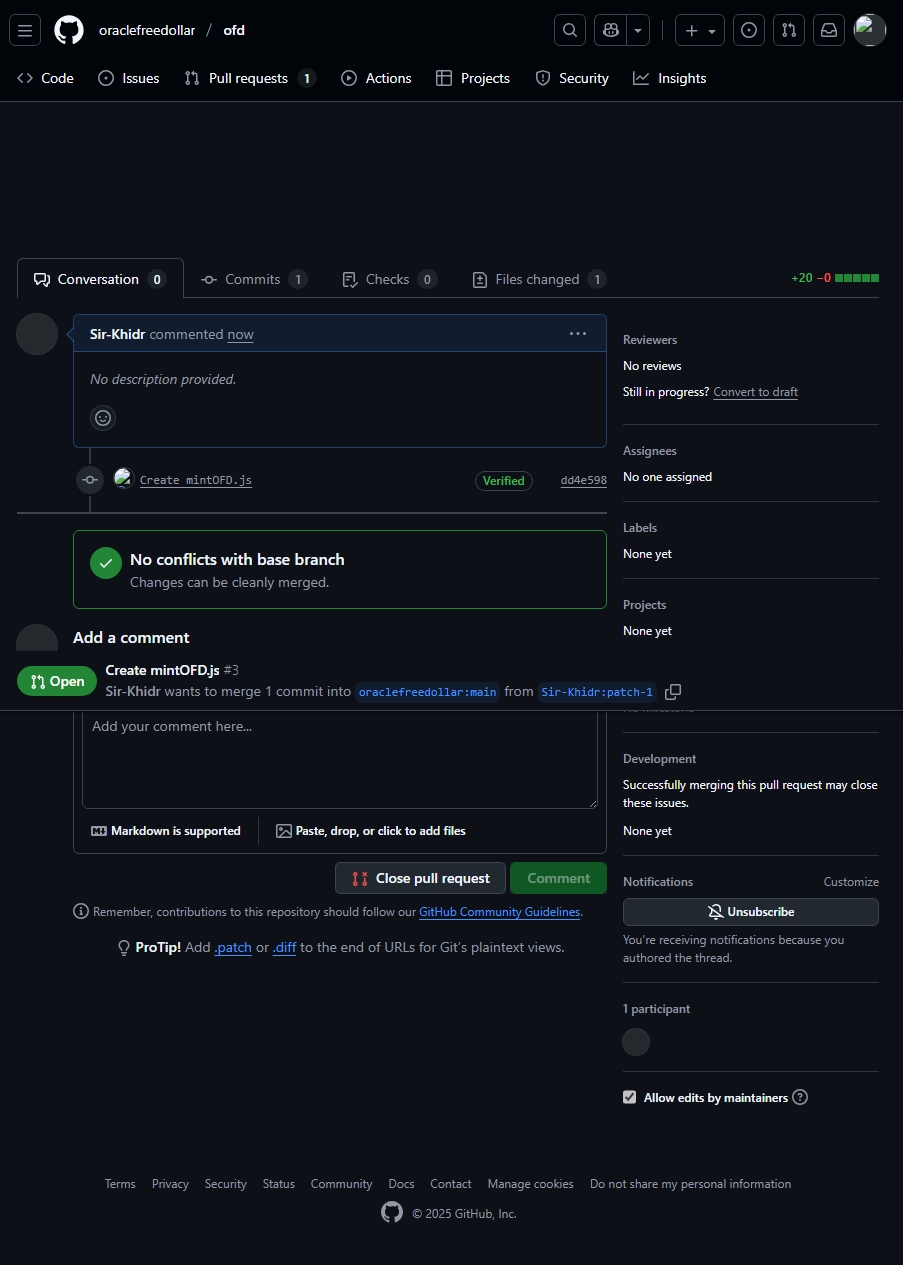 oraclefreedollar / ofd
Code Issues Pull requests 1 Actions Projects Security Insights
Conversation 0 Commits 1 Checks 0 Files changed 1 +20 −0
Sir-Khidr commented now
No description provided.
Create mintOFD.js Verified dd4e598
No conflicts with base branch
Changes can be cleanly merged.
Add a comment
Reviewers
No reviews
Still in progress? Convert to draft
Assignees
No one assigned
Labels
None yet
Projects
None yet
Open
Create mintOFD.js #3
Sir-Khidr wants to merge 1 commit into oraclefreedollar:main from Sir-Khidr:patch-1
Add your comment here...
Markdown is supported
Paste, drop, or click to add files
Close pull request
Comment
Remember, contributions to this repository should follow our GitHub Community Guidelines.
ProTip! Add .patch or .diff to the end of URLs for Git’s plaintext views.
Development
Successfully merging this pull request may close
these issues.
None yet
Notifications Customize
Unsubscribe
You’re receiving notifications because you
authored the thread.
1 participant
Allow edits by maintainers
Terms Privacy Security Status Community Docs Contact Manage cookies Do not share my personal information
© 2025 GitHub, Inc.